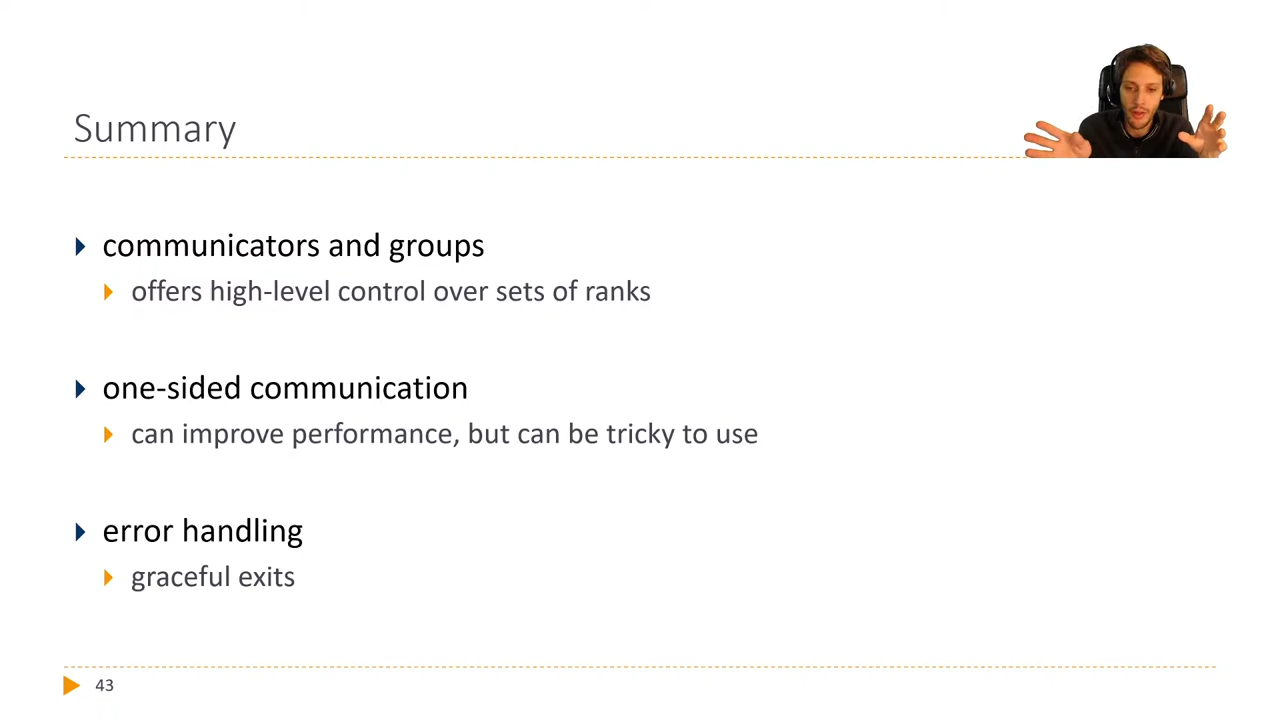 Summary
communicators and groups
offers high-level control over sets of ranks
one-sided communication
can improve performance, but can be tricky to use
error handling
graceful exits
43